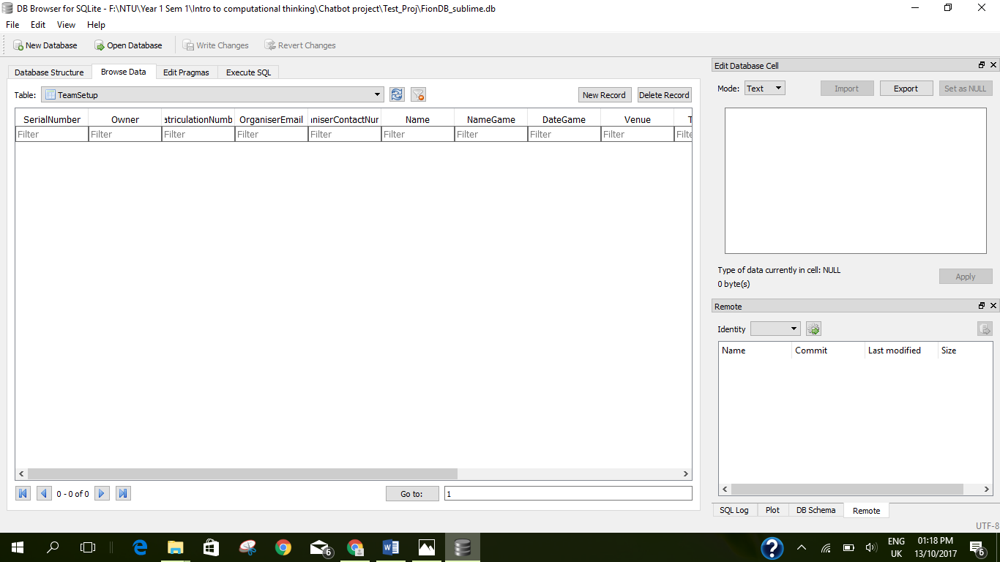 DB Browser for SQLite - F:\NTU\Year 1 Sem 1\Intro to computational thinking\Chatbot project\Test_Proj\FionDB_sublime.db
File Edit View Help
New Database Open Database Write Changes Revert Changes
Database Structure Browse Data Edit Pragmas Execute SQL
Table: TeamSetup New Record Delete Record
SerialNumber Owner atriculationNumb OrganiserEmail niserContactNur Name NameGame DateGame Venue T
Filter Filter Filter Filter Filter Filter Filter Filter Filter Filte
0 - 0 of 0 Go to: 1
Edit Database Cell
Mode: Text Import Export Set as NULL
Type of data currently in cell: NULL
0 byte(s)
Apply
Remote
Identity
Name Commit Last modified Size
SQL Log Plot DB Schema Remote
UTF-8
6 W ? ENG 01:18 PM
UK 13/10/2017 6